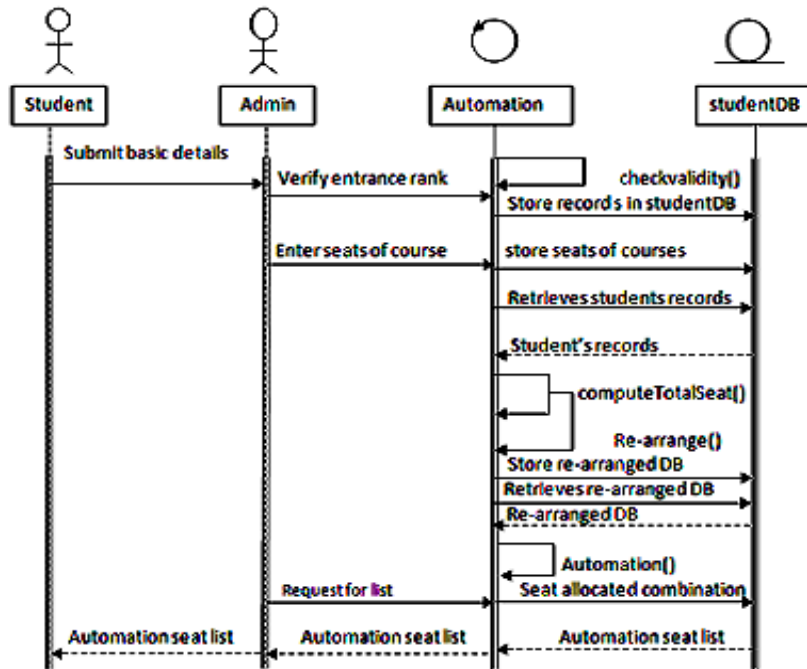 Student
Admin
Automation
studentDB
Submit basic details
Verify entrance rank
checkvalidity()
Store records in studentDB
Enter seats of course
store seats of courses
Retrieves students records
Student's records
computeTotalSeat()
Re-arrange()
Store re-arranged DB
Retrieves re-arranged DB
Re-arranged DB
Automation()
Request for list
Seat allocated combination
Automation seat list
Automation seat list
Automation seat list